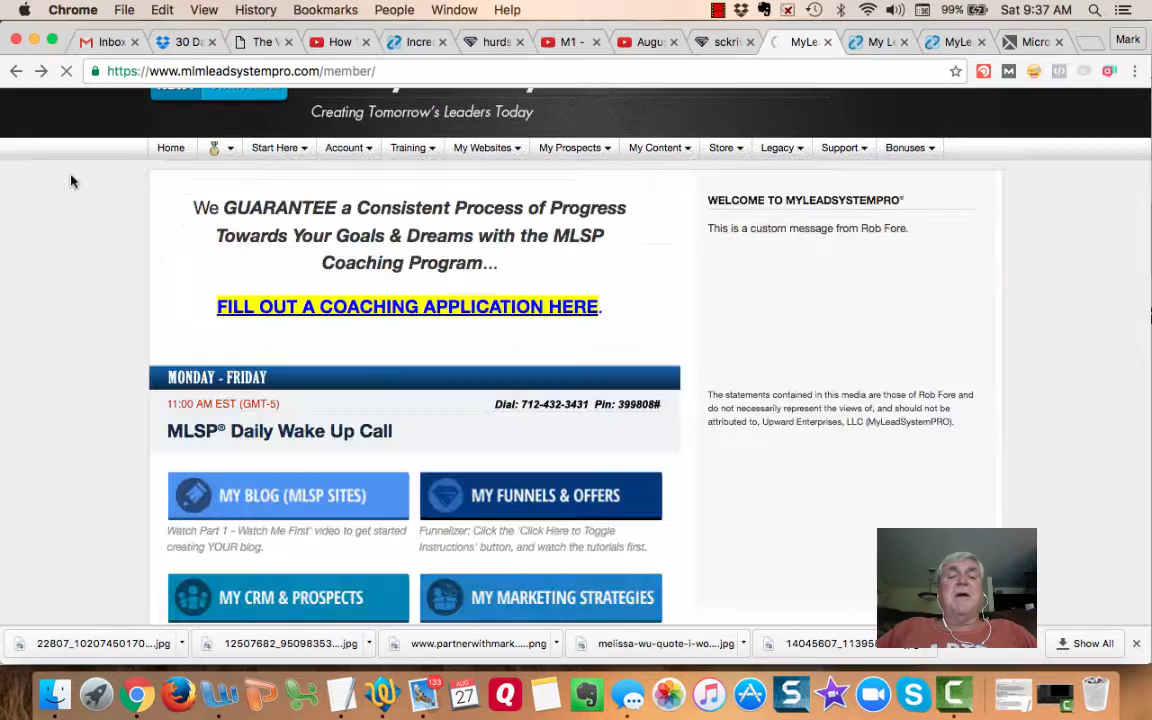 Chrome File Edit View History Bookmarks People Window Help 99% Sat 9:37 AM
Inbox 30 Da The V How Incre hurds M1 - Augu sckriv MyLe My L MyLe Micro Mark
https://www.mlmleadsystempro.com/member/
Creating Tomorrow's Leaders Today
Home Start Here Account Training My Websites My Prospects My Content Store Legacy Support Bonuses
We GUARANTEE a Consistent Process of Progress
Towards Your Goals & Dreams with the MLSP
Coaching Program...
FILL OUT A COACHING APPLICATION HERE.
WELCOME TO MYLEADSYSTEMPRO®
This is a custom message from Rob Fore.
The statements contained in this media are those of Rob Fore and
do not necessarily represent the views of, and should not be
attributed to, Upward Enterprises, LLC (MyLeadSystemPRO).
MONDAY - FRIDAY
11:00 AM EST (GMT-5) Dial: 712-432-3431 Pin: 399808#
MLSP® Daily Wake Up Call
MY BLOG (MLSP SITES) MY FUNNELS & OFFERS
Watch Part 1 - Watch Me First' video to get started
creating YOUR blog.
Funnelizer: Click the 'Click Here to Toggle
Instructions' button, and watch the tutorials first.
MY CRM & PROSPECTS MY MARKETING STRATEGIES
22807_10207450170....jpg 12507682_95098353....jpg www.partnerwithmark....png melissa-wu-quote-i-wo....jpg 14045607_11395 Show All
133 AUG 27